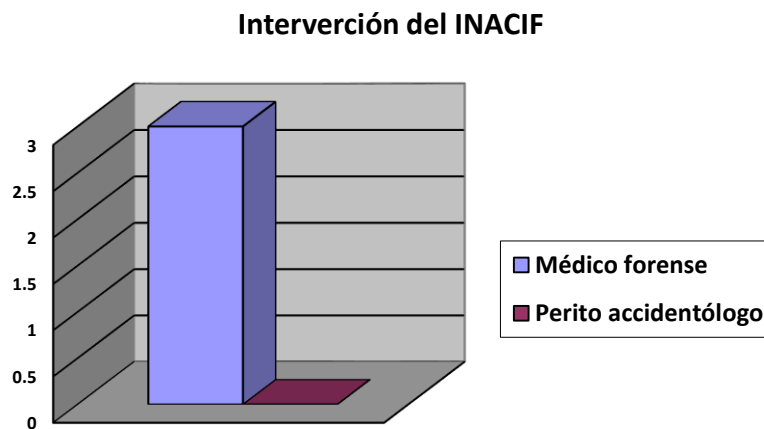 Interverción del INACIF
3
2.5
2
1.5
1
0.5
0
Médico forense
Perito accidentólogo